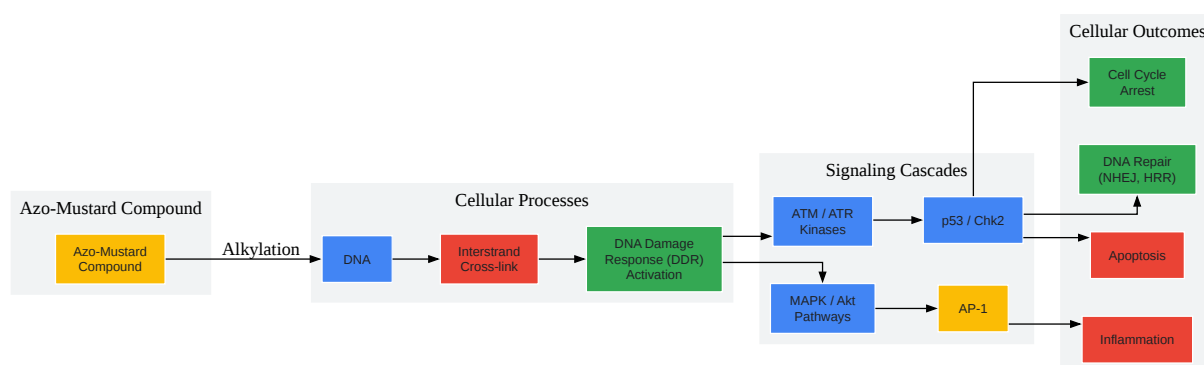 Azo-Mustard Compound
Azo-Mustard
Compound
Alkylation
Cellular Processes
DNA
Interstrand
Cross-link
DNA Damage
Response (DDR)
Activation
Signaling Cascades
ATM / ATR
Kinases
p53 / Chk2
MAPK / Akt
Pathways
AP-1
Cellular Outcomes
Cell Cycle
Arrest
DNA Repair
(NHEJ, HRR)
Apoptosis
Inflammation